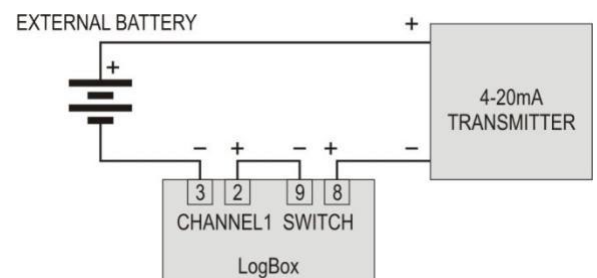 EXTERNAL BATTERY
+
+
4-20mA
TRANSMITTER
− + − + −
3 2 9 8
CHANNEL1 SWITCH
LogBox